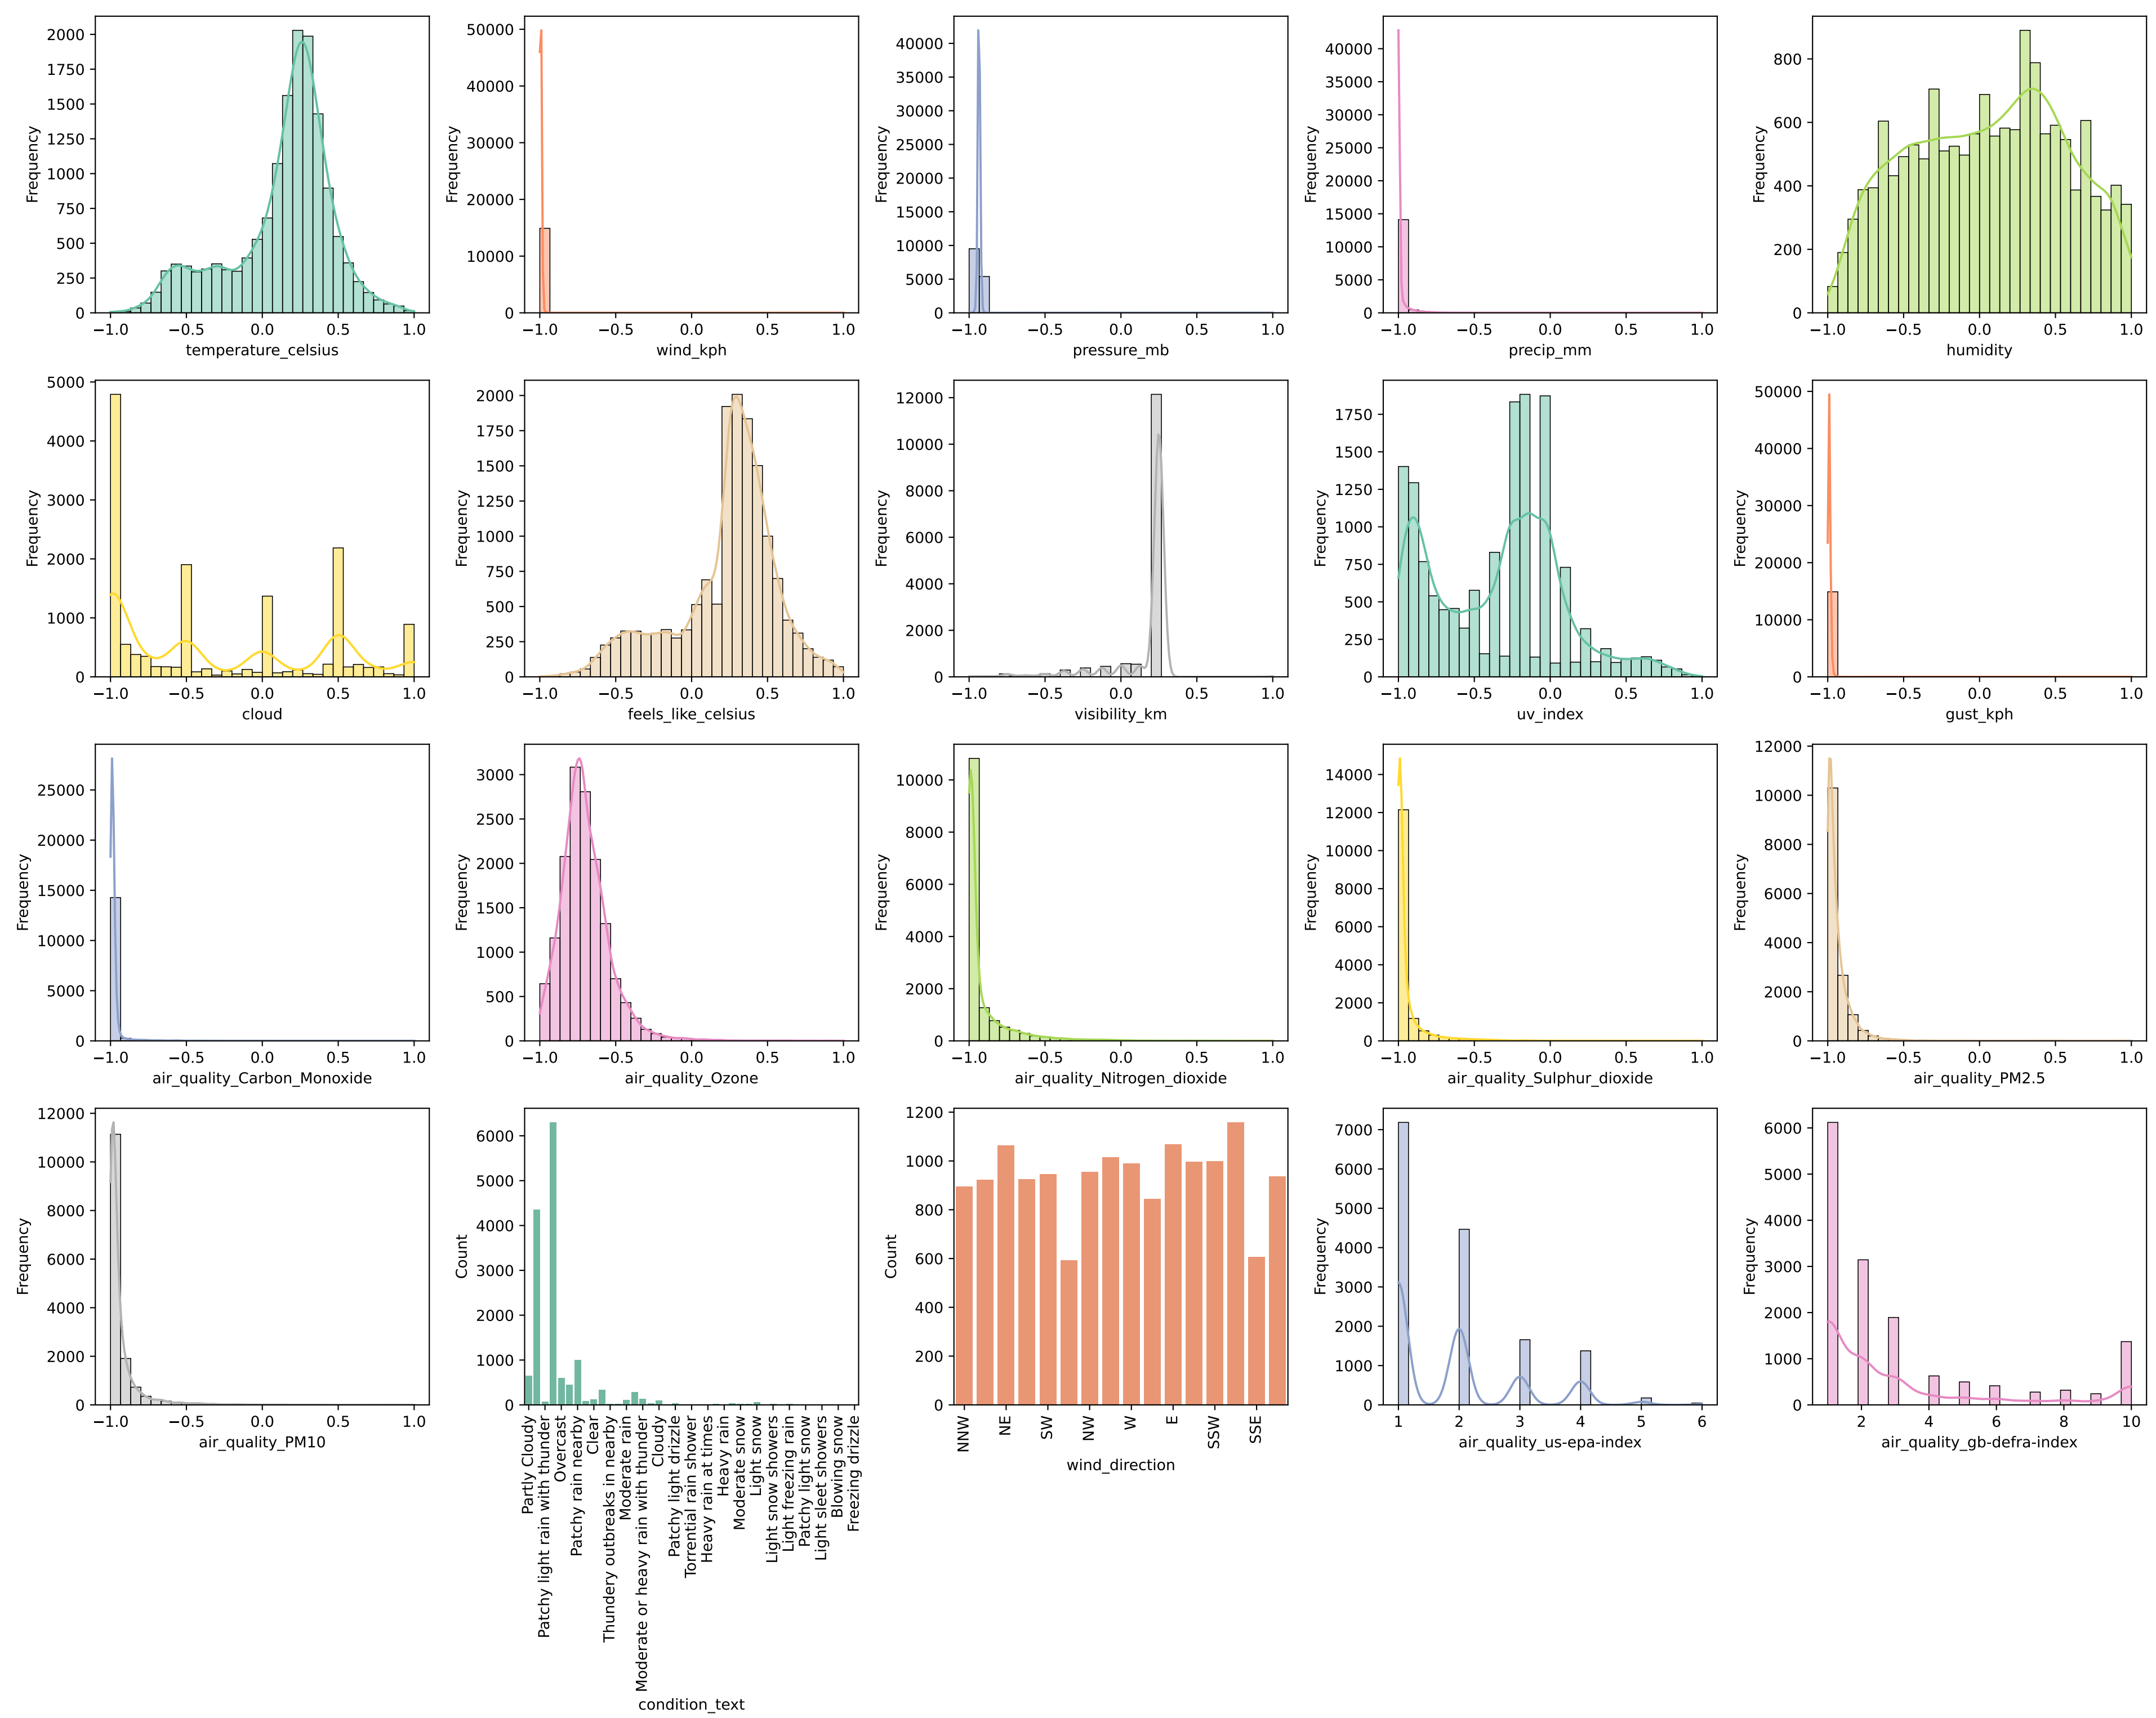 2000
1750
1500
1250
1000
750
500
250
0
Frequency
−1.0 −0.5 0.0 0.5 1.0
temperature_celsius
50000
40000
30000
20000
10000
0
Frequency
−1.0 −0.5 0.0 0.5 1.0
wind_kph
40000
35000
30000
25000
20000
15000
10000
5000
0
Frequency
−1.0 −0.5 0.0 0.5 1.0
pressure_mb
40000
35000
30000
25000
20000
15000
10000
5000
0
Frequency
−1.0 −0.5 0.0 0.5 1.0
precip_mm
800
600
400
200
0
Frequency
−1.0 −0.5 0.0 0.5 1.0
humidity
5000
4000
3000
2000
1000
0
Frequency
−1.0 −0.5 0.0 0.5 1.0
cloud
2000
1750
1500
1250
1000
750
500
250
0
Frequency
−1.0 −0.5 0.0 0.5 1.0
feels_like_celsius
12000
10000
8000
6000
4000
2000
0
Frequency
−1.0 −0.5 0.0 0.5 1.0
visibility_km
1750
1500
1250
1000
750
500
250
0
Frequency
−1.0 −0.5 0.0 0.5 1.0
uv_index
50000
40000
30000
20000
10000
0
Frequency
−1.0 −0.5 0.0 0.5 1.0
gust_kph
25000
20000
15000
10000
5000
0
Frequency
−1.0 −0.5 0.0 0.5 1.0
air_quality_Carbon_Monoxide
3000
2500
2000
1500
1000
500
0
Frequency
−1.0 −0.5 0.0 0.5 1.0
air_quality_Ozone
10000
8000
6000
4000
2000
0
Frequency
−1.0 −0.5 0.0 0.5 1.0
air_quality_Nitrogen_dioxide
14000
12000
10000
8000
6000
4000
2000
0
Frequency
−1.0 −0.5 0.0 0.5 1.0
air_quality_Sulphur_dioxide
12000
10000
8000
6000
4000
2000
0
Frequency
−1.0 −0.5 0.0 0.5 1.0
air_quality_PM2.5
12000
10000
8000
6000
4000
2000
0
Frequency
−1.0 −0.5 0.0 0.5 1.0
air_quality_PM10
6000
5000
4000
3000
2000
1000
0
Count
Partly Cloudy
Patchy light rain with thunder
Overcast
Patchy rain nearby
Clear
Thundery outbreaks in nearby
Moderate rain
Moderate or heavy rain with thunder
Cloudy
Patchy light drizzle
Torrential rain shower
Heavy rain at times
Heavy rain
Moderate snow
Light snow
Light snow showers
Light freezing rain
Patchy light snow
Light sleet showers
Blowing snow
Freezing drizzle
condition_text
1200
1000
800
600
400
200
0
Count
NNW
NE
SW
NW
W
E
SSW
SSE
wind_direction
7000
6000
5000
4000
3000
2000
1000
0
Frequency
1 2 3 4 5 6
air_quality_us-epa-index
6000
5000
4000
3000
2000
1000
0
Frequency
2 4 6 8 10
air_quality_gb-defra-index